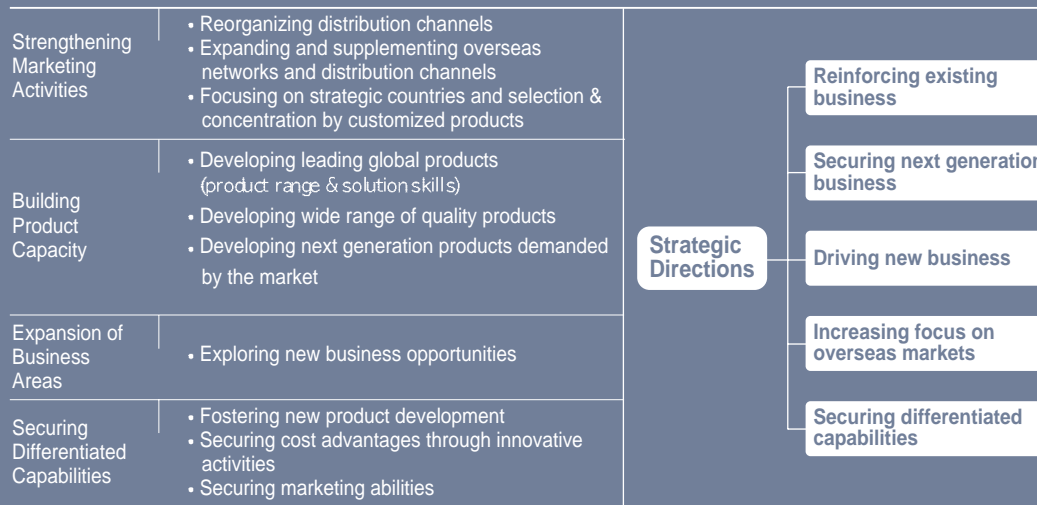 Strengthening
Marketing
Activities
• Reorganizing distribution channels
• Expanding and supplementing overseas
networks and distribution channels
• Focusing on strategic countries and selection &
concentration by customized products
Building
Product
Capacity
• Developing leading global products
(product range & solution skills)
• Developing wide range of quality products
• Developing next generation products demanded
by the market
Expansion of
Business
Areas
• Exploring new business opportunities
Securing
Differentiated
Capabilities
• Fostering new product development
• Securing cost advantages through innovative
activities
• Securing marketing abilities
Strategic
Directions
Reinforcing existing
business
Securing next generation
business
Driving new business
Increasing focus on
overseas markets
Securing differentiated
capabilities